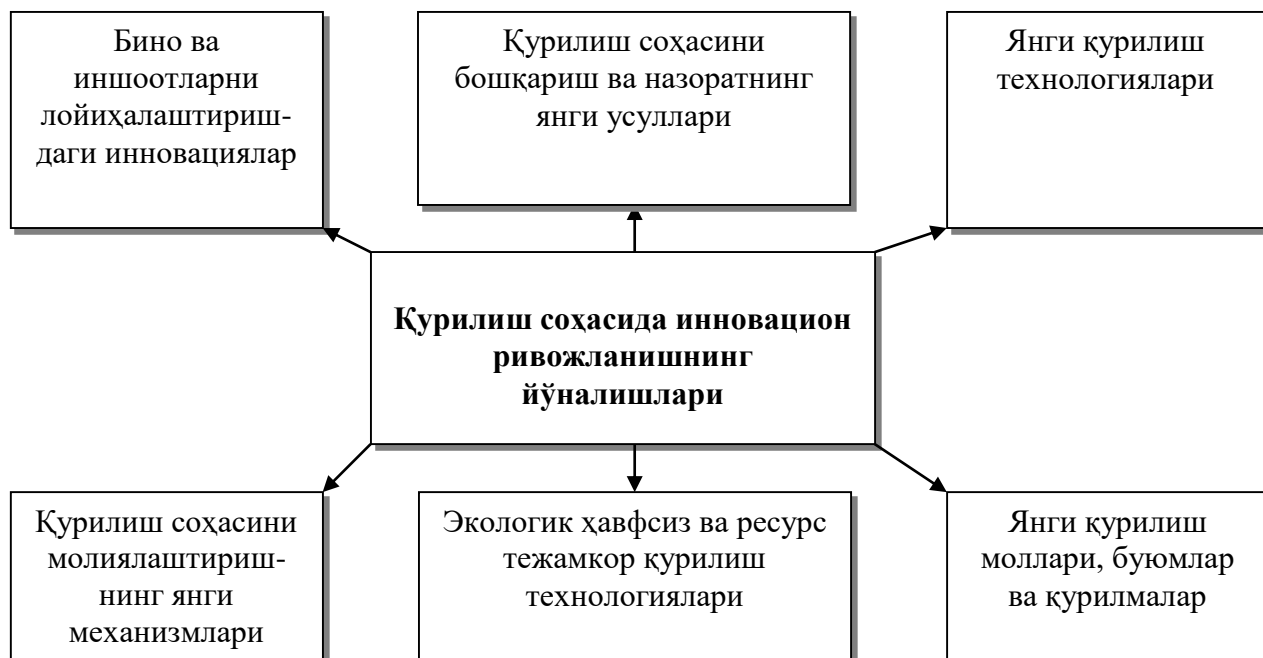 Бино ва
иншоотларни
лойиҳалаштириш-
даги инновациялар
Қурилиш соҳасини
бошқариш ва назоратнинг
янги усуллари
Янги қурилиш
технологиялари
Қурилиш соҳасида инновацион
ривожланишнинг
йўналишлари
Қурилиш соҳасини
молиялаштириш-
нинг янги
механизмлари
Экологик ҳавфсиз ва ресурс
тежамкор қурилиш
технологиялари
Янги қурилиш
моллари, буюмлар
ва қурилмалар